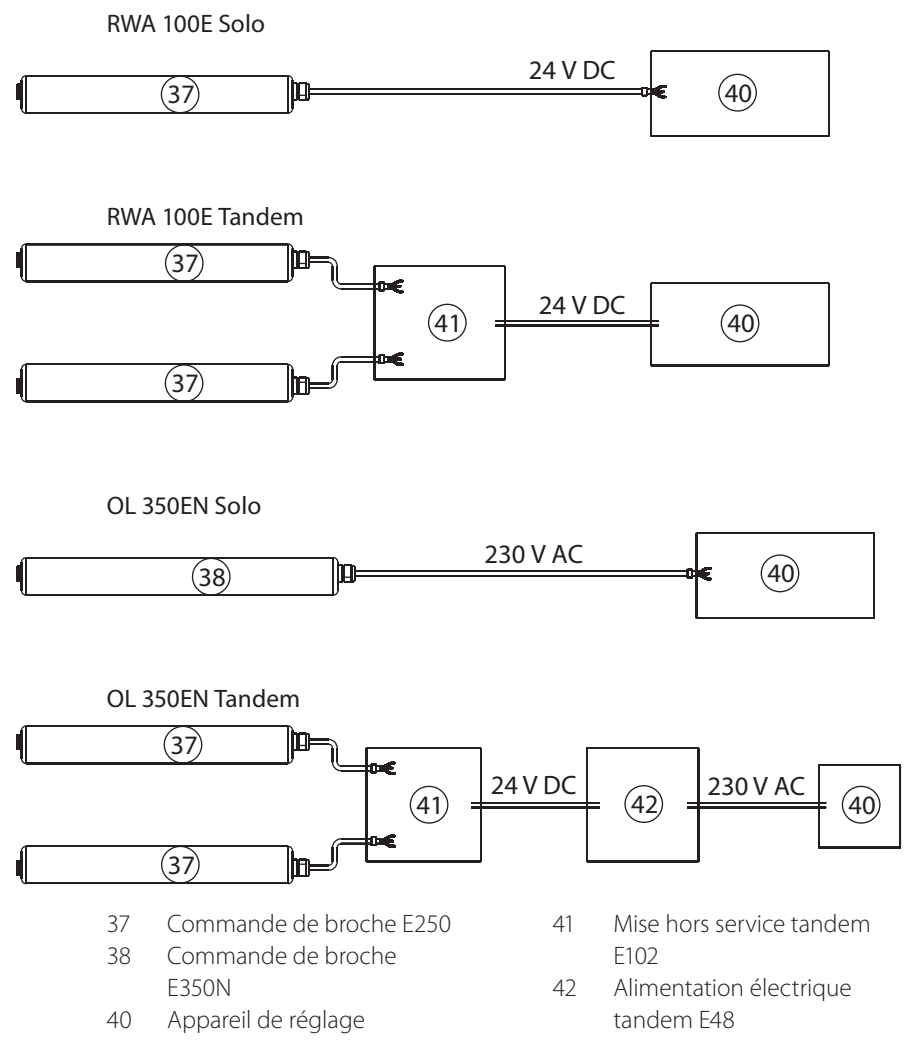 RWA 100E Solo
24 V DC
37
40
RWA 100E Tandem
37
24 V DC
41
40
37
OL 350EN Solo
230 V AC
38
40
OL 350EN Tandem
37
24 V DC
230 V AC
41
42
40
37
37 Commande de broche E250
38 Commande de broche
E350N
40 Appareil de réglage
41 Mise hors service tandem
E102
42 Alimentation électrique
tandem E48